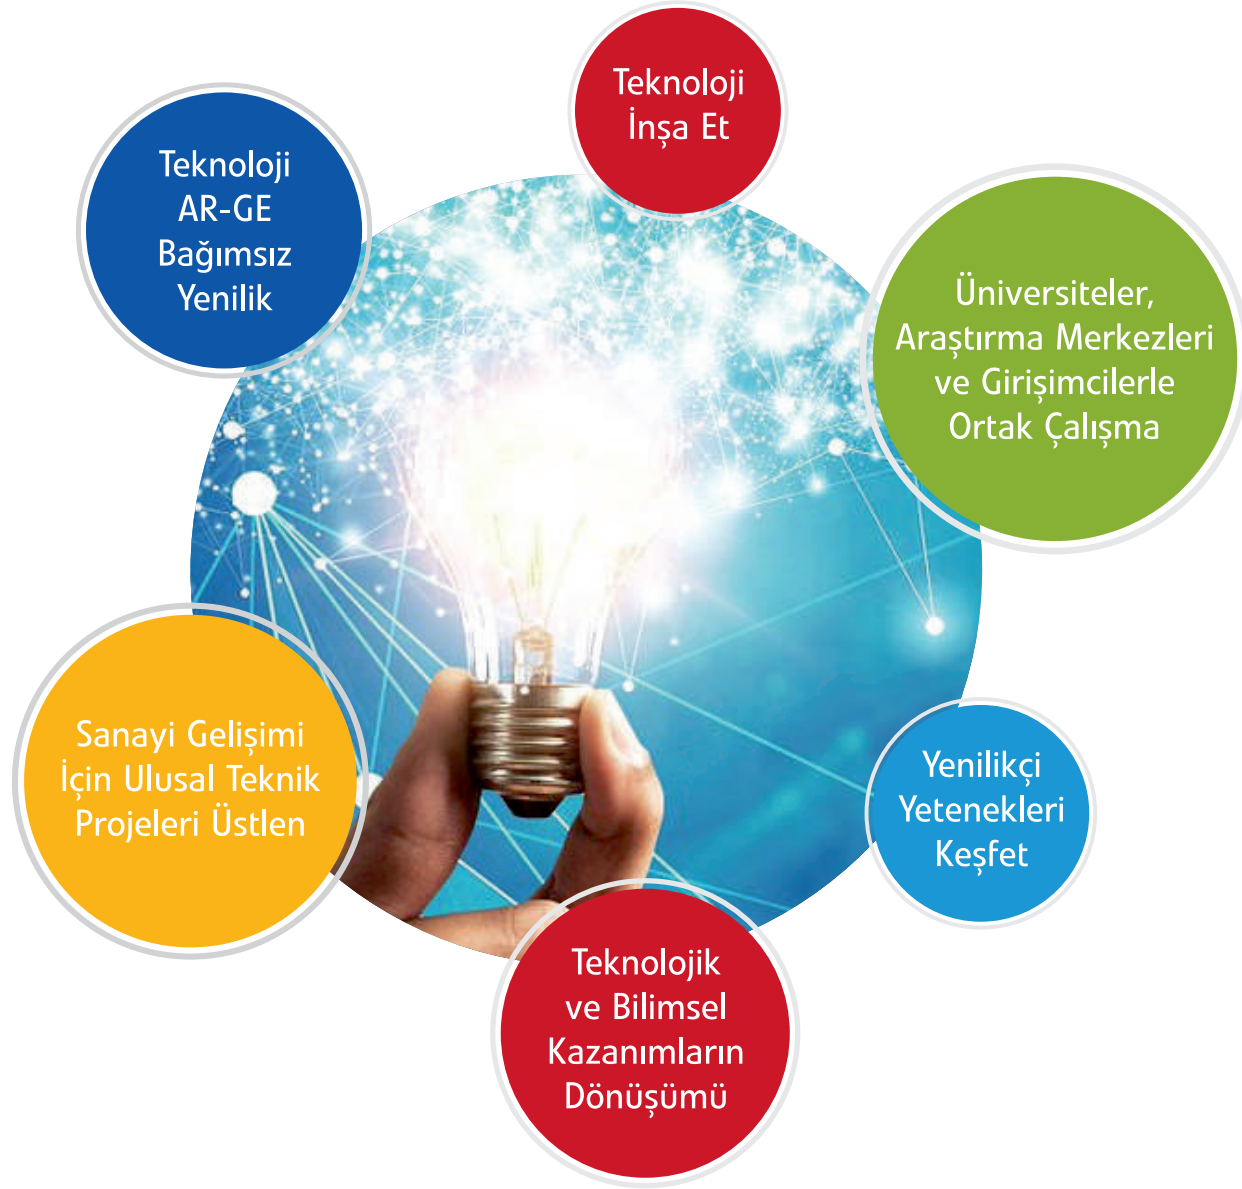 Teknoloji
İnşa Et
Teknoloji
AR-GE
Bağımsız
Yenilik
Üniversiteler,
Araştırma Merkezleri
ve Girişimcilerle
Ortak Çalışma
Sanayi Gelişimi
İçin Ulusal Teknik
Projeleri Üstlen
Yenilikçi
Yetenekleri
Keşfet
Teknolojik
ve Bilimsel
Kazanımların
Dönüşümü